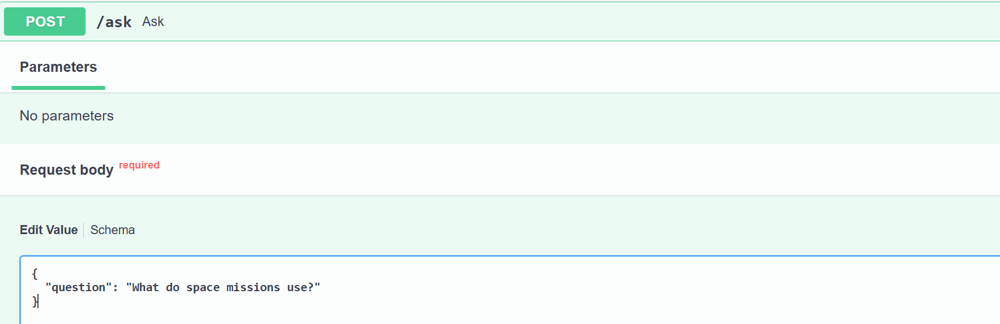 POST /ask Ask
Parameters
No parameters
Request body required
Edit Value Schema
{
"question": "What do space missions use?"
}